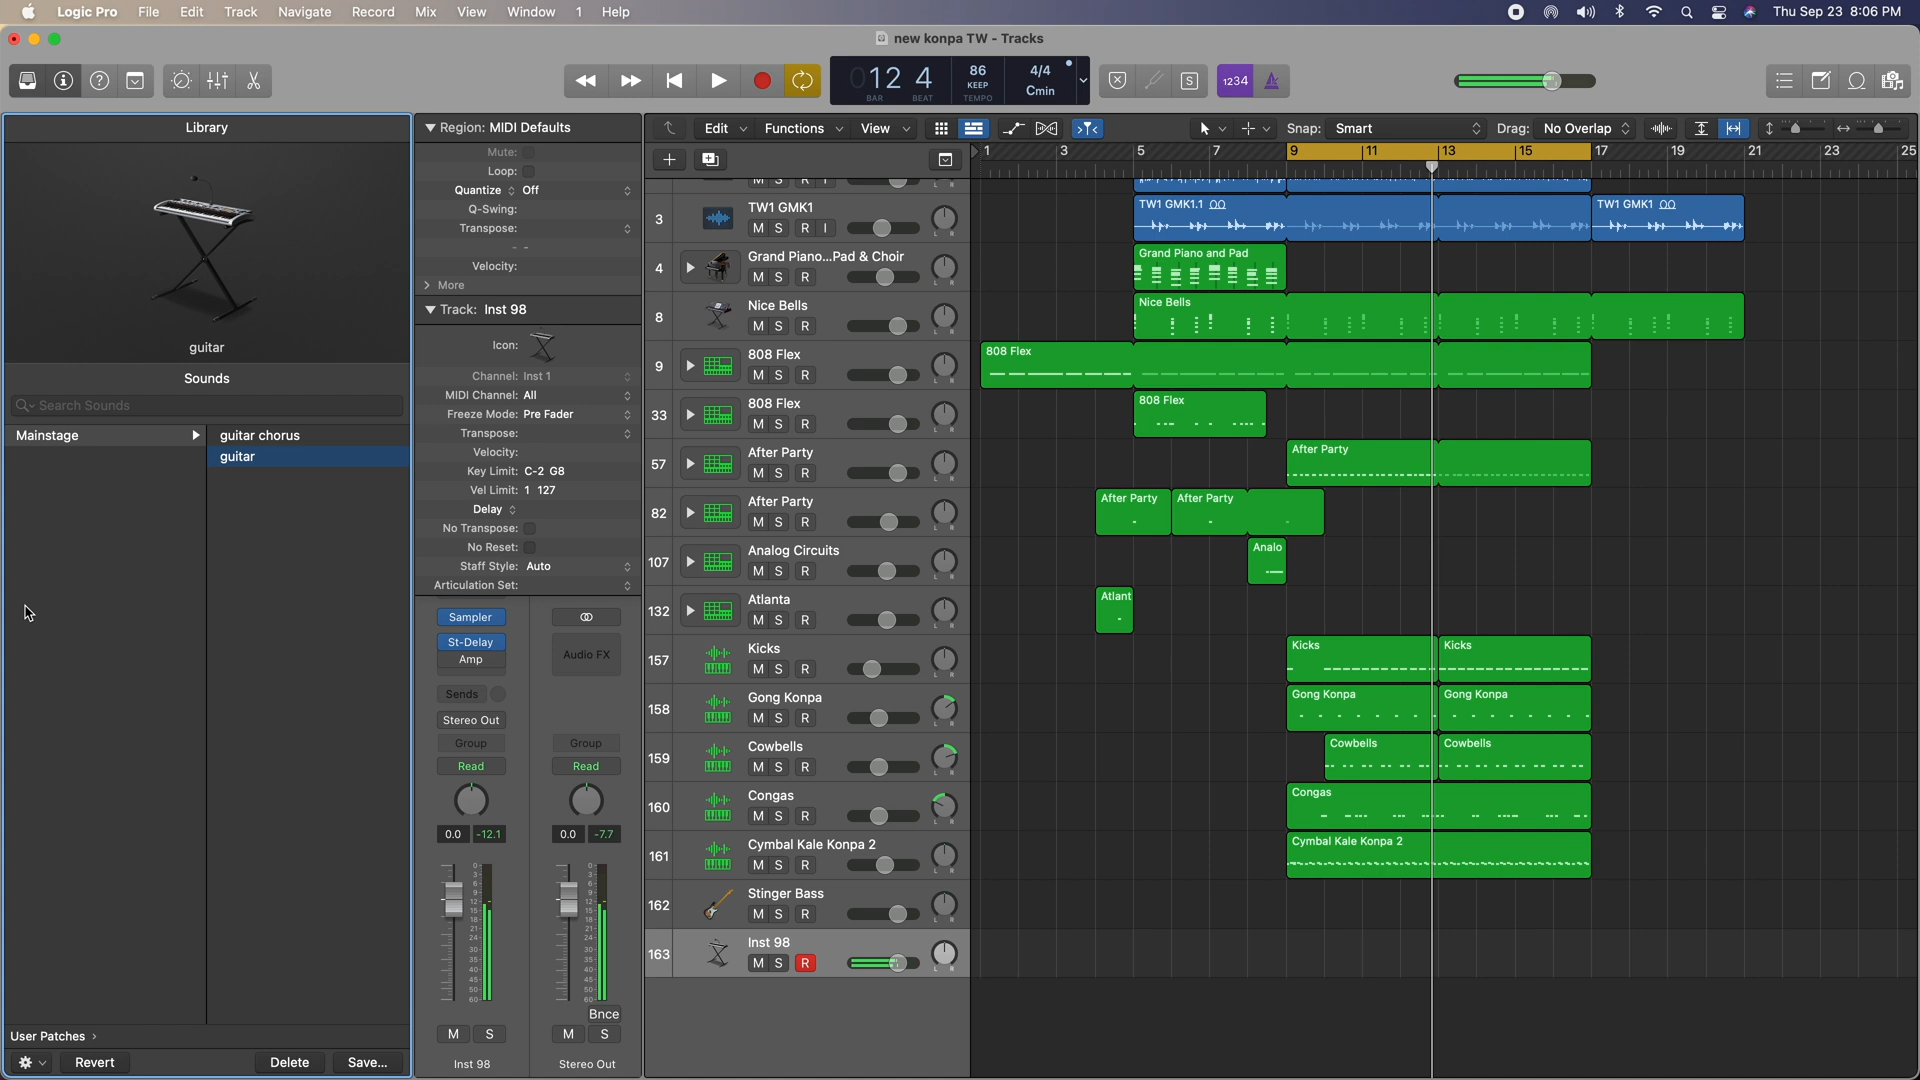 Logic Pro File Edit Track Navigate Record Mix View Window 1 Help Thu Sep 23 8:06 PM
new konpa TW - Tracks
012 4 86 4/4
KEEP Cmin
BAR BEAT TEMPO
S 1234
Library
guitar
Sounds
Search Sounds
Mainstage guitar chorus
guitar
User Patches
Revert Delete Save...
Region: MIDI Defaults
Mute:
Loop:
Quantize Off
Q-Swing:
Transpose:
- -
Velocity:
More
Track: Inst 98
Icon:
Channel: Inst 1
MIDI Channel: All
Freeze Mode: Pre Fader
Transpose:
Velocity:
Key Limit: C-2 G8
Vel Limit: 1 127
Delay
No Transpose:
No Reset:
Staff Style: Auto
Articulation Set:
Sampler
St-Delay
Amp Audio FX
Sends
Stereo Out
Group Group
Read Read
0.0 -12.1 0.0 -7.7
Bnce
M S M S
Inst 98 Stereo Out
Edit Functions View Snap: Smart Drag: No Overlap
1 3 5 7 9 11 13 15 17 19 21 23 25
M S R I
3 TW1 GMK1
M S R I
TW1 GMK1.1 TW1 GMK1
4 Grand Piano...Pad & Choir
M S R
Grand Piano and Pad
8 Nice Bells
M S R
Nice Bells
9 808 Flex
M S R
808 Flex
33 808 Flex
M S R
808 Flex
57 After Party
M S R
After Party
82 After Party
M S R
After Party After Party
107 Analog Circuits
M S R
Analo
132 Atlanta
M S R
Atlant
157 Kicks
M S R
Kicks Kicks
158 Gong Konpa
M S R
Gong Konpa Gong Konpa
159 Cowbells
M S R
Cowbells Cowbells
160 Congas
M S R
Congas
161 Cymbal Kale Konpa 2
M S R
Cymbal Kale Konpa 2
162 Stinger Bass
M S R
163 Inst 98
M S R